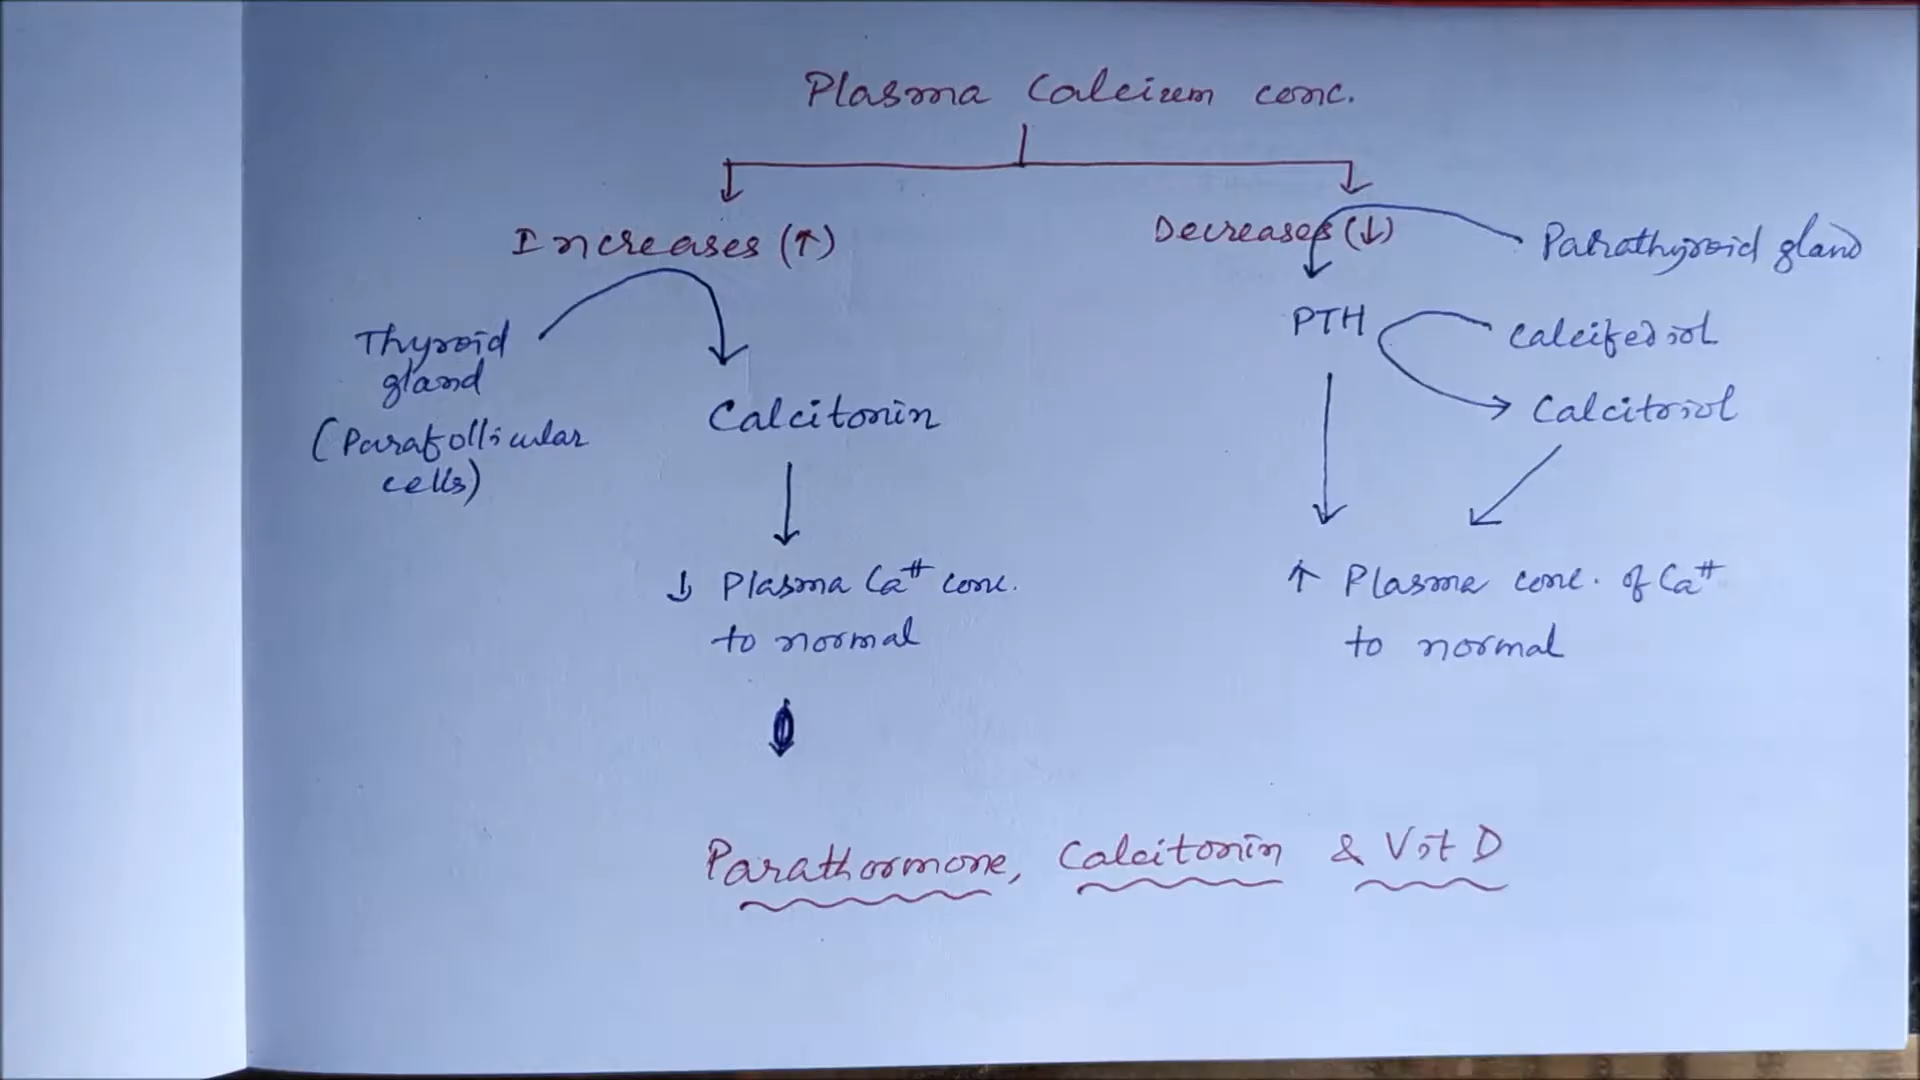 Plasma Calcium conc.
Increases (↑)
Decreases (↓)
Parathyroid gland
Thyroid
gland
(Parafollicular
cells)
Calcitonin
PTH
Calcifediol
Calcitriol
↓ Plasma Ca++ conc.
to normal
↑ Plasma conc. of Ca++
to normal
Parathormone, Calcitonin & Vit D